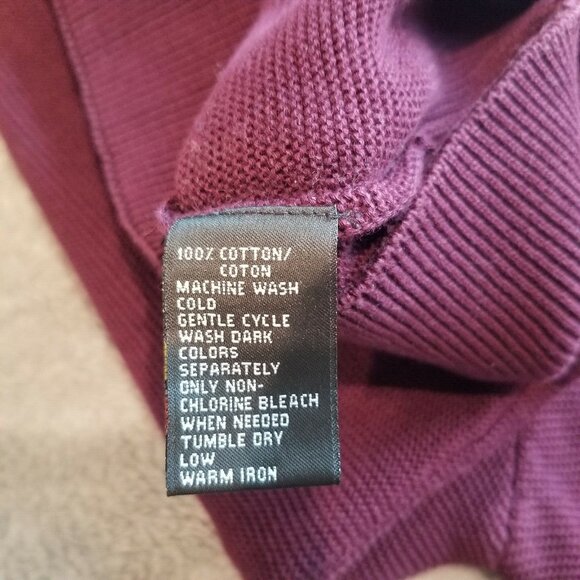 100% COTTON/
COTON
MACHINE WASH
COLD
GENTLE CYCLE
WASH DARK
COLORS
SEPARATELY
ONLY NON-
CHLORINE BLEACH
WHEN NEEDED
TUMBLE DRY
LOW
WARM IRON